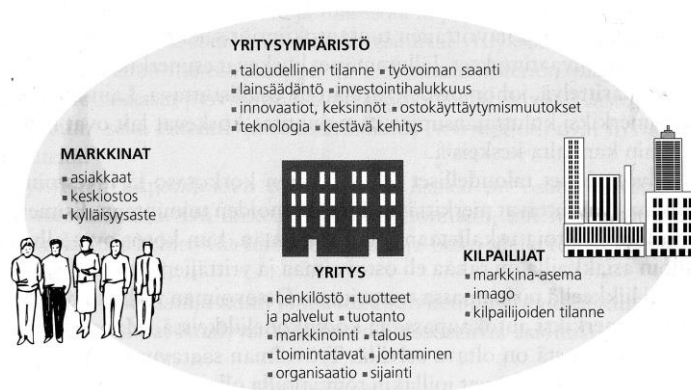 YRITYSYMPÄRISTÖ
▪ taloudellinen tilanne ▪ työvoiman saanti
▪ lainsäädäntö ▪ investointihalukkuus
▪ innovaatiot, keksinnöt ▪ ostokäyttäytymismuutokset
▪ teknologia ▪ kestävä kehitys
MARKKINAT
▪ asiakkaat
▪ keskiostos
▪ kylläisyysaste
YRITYS
▪ henkilöstö ▪ tuotteet
ja palvelut ▪ tuotanto
▪ markkinointi ▪ talous
▪ toimintatavat ▪ johtaminen
▪ organisaatio ▪ sijainti
KILPAILIJAT
▪ markkina-asema
imago
▪ kilpailijoiden tilanne